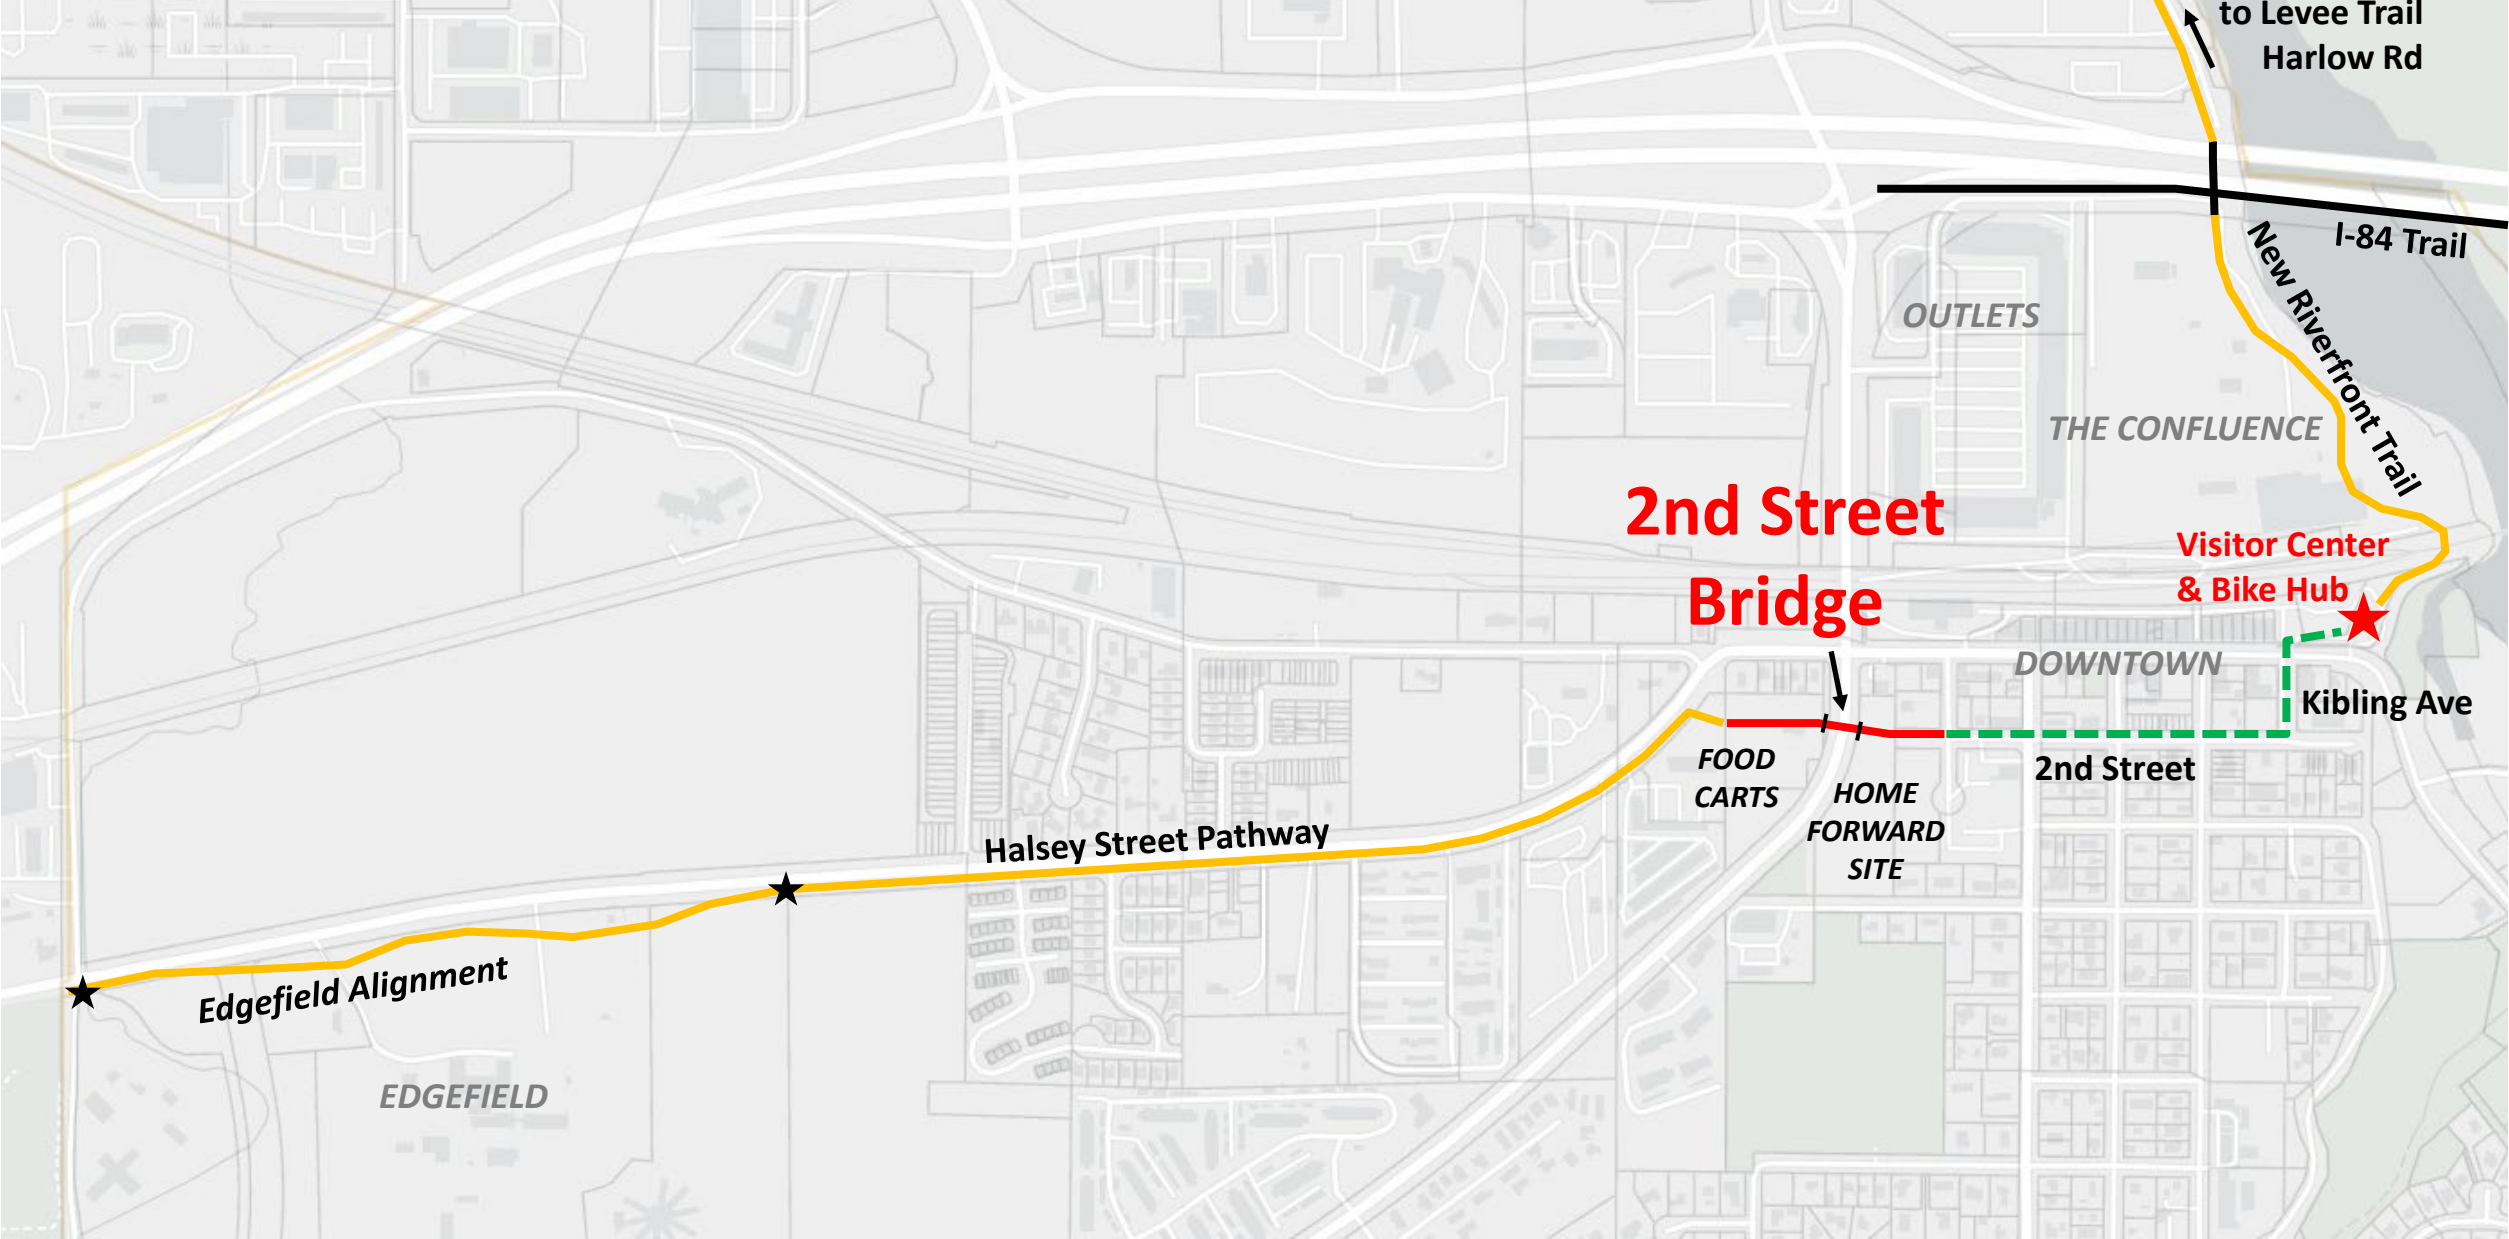 to Levee Trail
Harlow Rd
I-84 Trail
New Riverfront Trail
OUTLETS
THE CONFLUENCE
2nd Street
Bridge
Visitor Center
& Bike Hub
DOWNTOWN
Kibling Ave
2nd Street
FOOD
CARTS
HOME
FORWARD
SITE
Halsey Street Pathway
Edgefield Alignment
EDGEFIELD